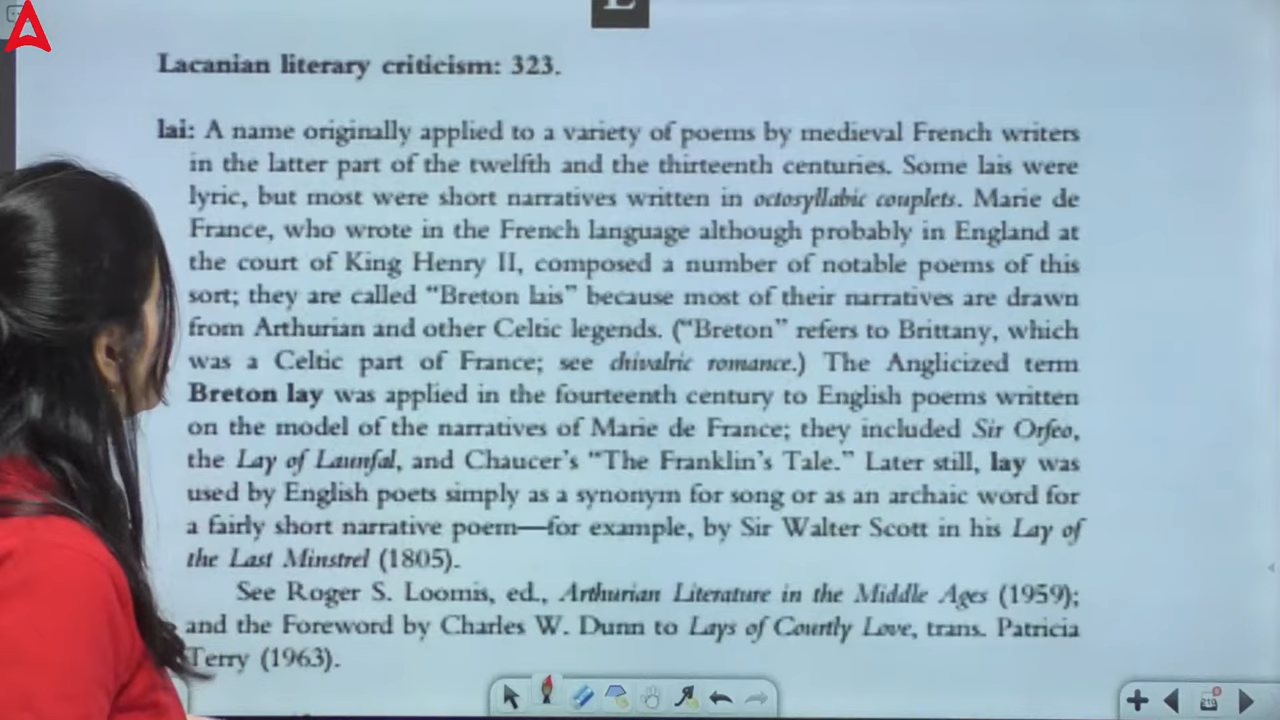 L
Lacanian literary criticism: 323.
lai: A name originally applied to a variety of poems by medieval French writers
in the latter part of the twelfth and the thirteenth centuries. Some lais were
lyric, but most were short narratives written in octosyllabic couplets. Marie de
France, who wrote in the French language although probably in England at
the court of King Henry II, composed a number of notable poems of this
sort; they are called “Breton lais” because most of their narratives are drawn
from Arthurian and other Celtic legends. (“Breton” refers to Brittany, which
was a Celtic part of France; see chivalric romance.) The Anglicized term
Breton lay was applied in the fourteenth century to English poems written
on the model of the narratives of Marie de France; they included Sir Orfeo,
the Lay of Launfal, and Chaucer’s “The Franklin’s Tale.” Later still, lay was
used by English poets simply as a synonym for song or as an archaic word for
a fairly short narrative poem—for example, by Sir Walter Scott in his Lay of
the Last Minstrel (1805).
See Roger S. Loomis, ed., Arthurian Literature in the Middle Ages (1959);
and the Foreword by Charles W. Dunn to Lays of Courtly Love, trans. Patricia
Terry (1963).